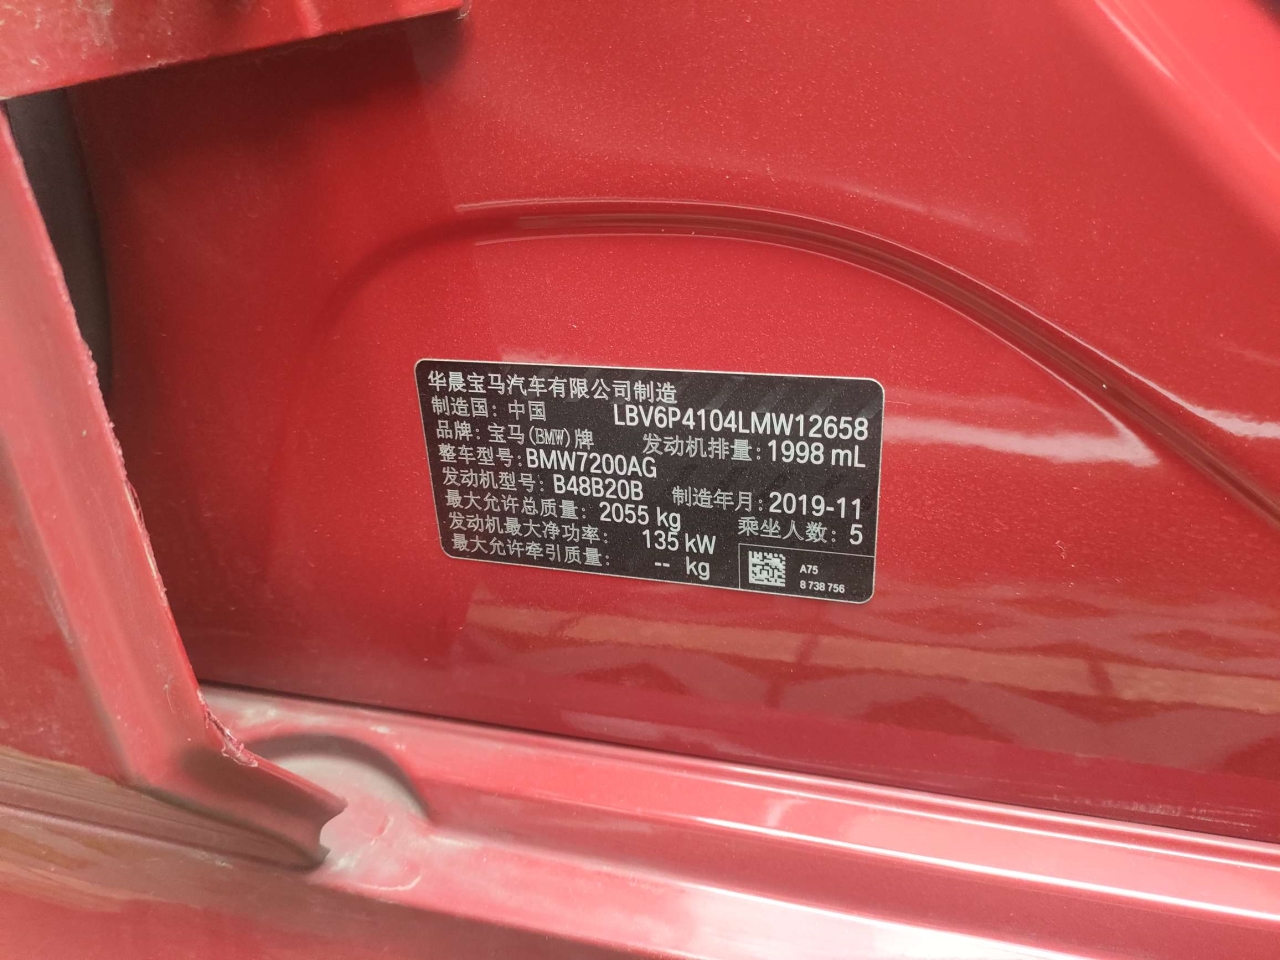 华晨宝马汽车有限公司制造
制造国：中国 LBV6P4104LMW12658
品牌：宝马(BMW)牌 发动机排量：1998 mL
整车型号：BMW7200AG
发动机型号：B48B20B 制造年月：2019-11
最大允许总质量：2055 kg 乘坐人数：5
发动机最大净功率：135 kW
最大允许牵引质量：-- kg
A75
8 738 756